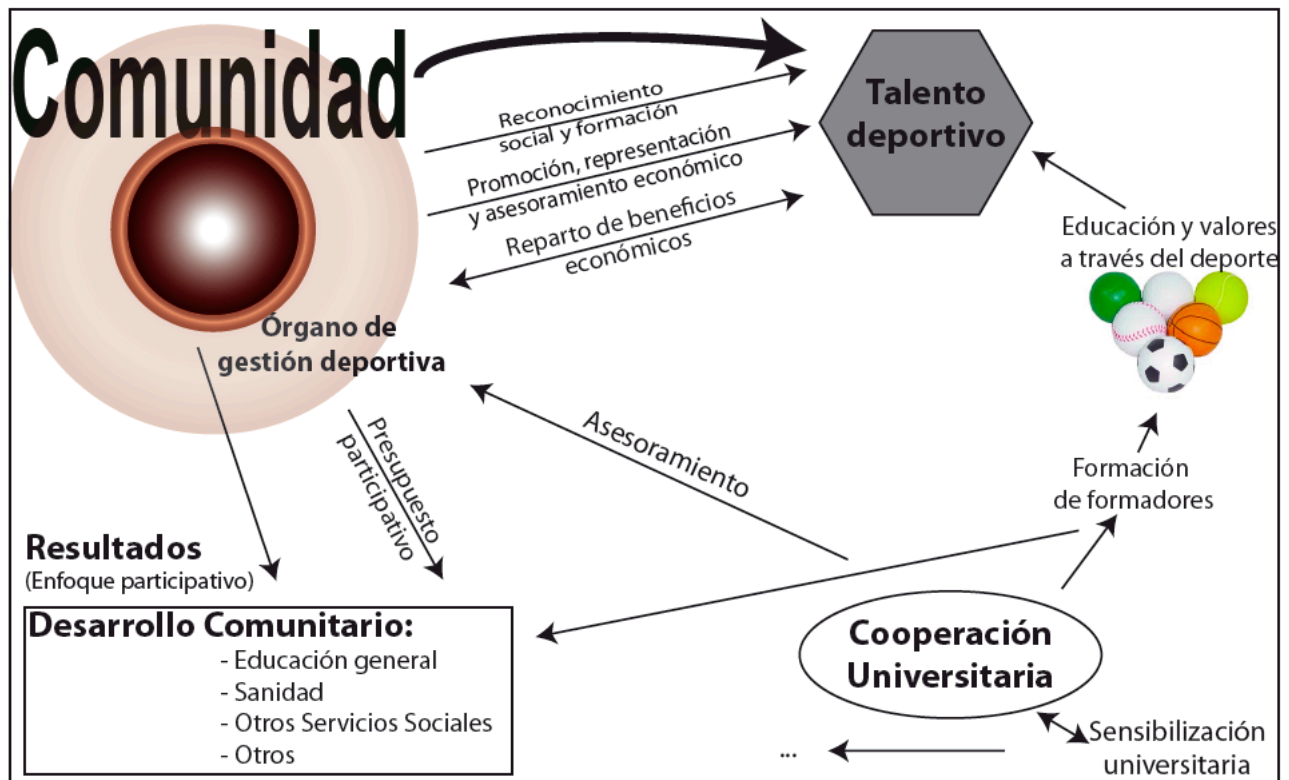 Comunidad
Talento
deportivo
Reconocimiento
social y formación
Promoción, representación
y asesoramiento económico
Reparto de beneficios
económicos
Educación y valores
a través del deporte
Órgano de
gestión deportiva
Presupuesto
participativo
Asesoramiento
Formación
de formadores
Resultados
(Enfoque participativo)
Desarrollo Comunitario:
- Educación general
- Sanidad
- Otros Servicios Sociales
- Otros
Cooperación
Universitaria
Sensibilización
universitaria
...